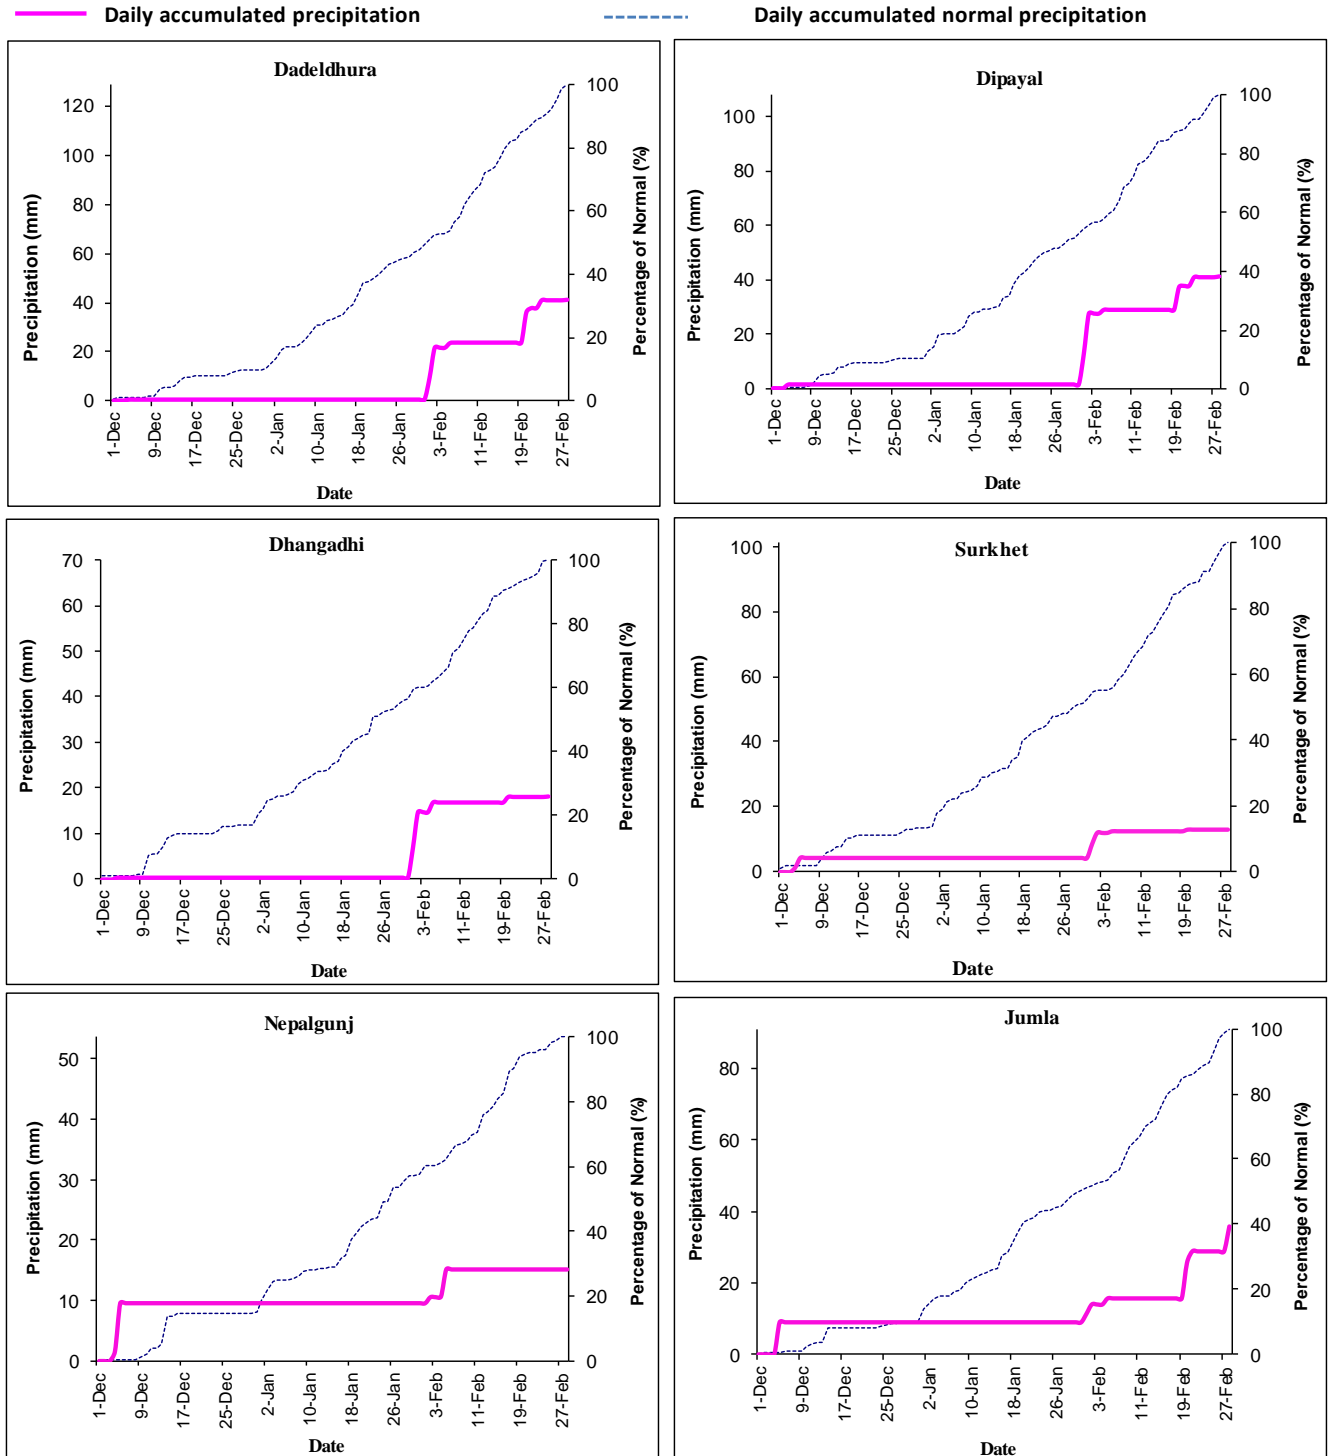 Daily accumulated precipitation Daily accumulated normal precipitation
Dadeldhura
Precipitation (mm)
120
100
80
60
40
20
0
100
80
60
40
20
0
Percentage of Normal (%)
1-Dec 9-Dec 17-Dec 25-Dec 2-Jan 10-Jan 18-Jan 26-Jan 3-Feb 11-Feb 19-Feb 27-Feb
Date
Dipayal
Precipitation (mm)
100
80
60
40
20
0
100
80
60
40
20
0
Percentage of Normal (%)
1-Dec 9-Dec 17-Dec 25-Dec 2-Jan 10-Jan 18-Jan 26-Jan 3-Feb 11-Feb 19-Feb 27-Feb
Date
Dhangadhi
Precipitation (mm)
70
60
50
40
30
20
10
0
100
80
60
40
20
0
Percentage of Normal (%)
1-Dec 9-Dec 17-Dec 25-Dec 2-Jan 10-Jan 18-Jan 26-Jan 3-Feb 11-Feb 19-Feb 27-Feb
Date
Surkhet
Precipitation (mm)
100
80
60
40
20
0
100
80
60
40
20
0
Percentage of Normal (%)
1-Dec 9-Dec 17-Dec 25-Dec 2-Jan 10-Jan 18-Jan 26-Jan 3-Feb 11-Feb 19-Feb 27-Feb
Date
Nepalgunj
Precipitation (mm)
50
40
30
20
10
0
100
80
60
40
20
0
Percentage of Normal (%)
1-Dec 9-Dec 17-Dec 25-Dec 2-Jan 10-Jan 18-Jan 26-Jan 3-Feb 11-Feb 19-Feb 27-Feb
Date
Jumla
Precipitation (mm)
80
60
40
20
0
100
80
60
40
20
0
Percentage of Normal (%)
1-Dec 9-Dec 17-Dec 25-Dec 2-Jan 10-Jan 18-Jan 26-Jan 3-Feb 11-Feb 19-Feb 27-Feb
Date